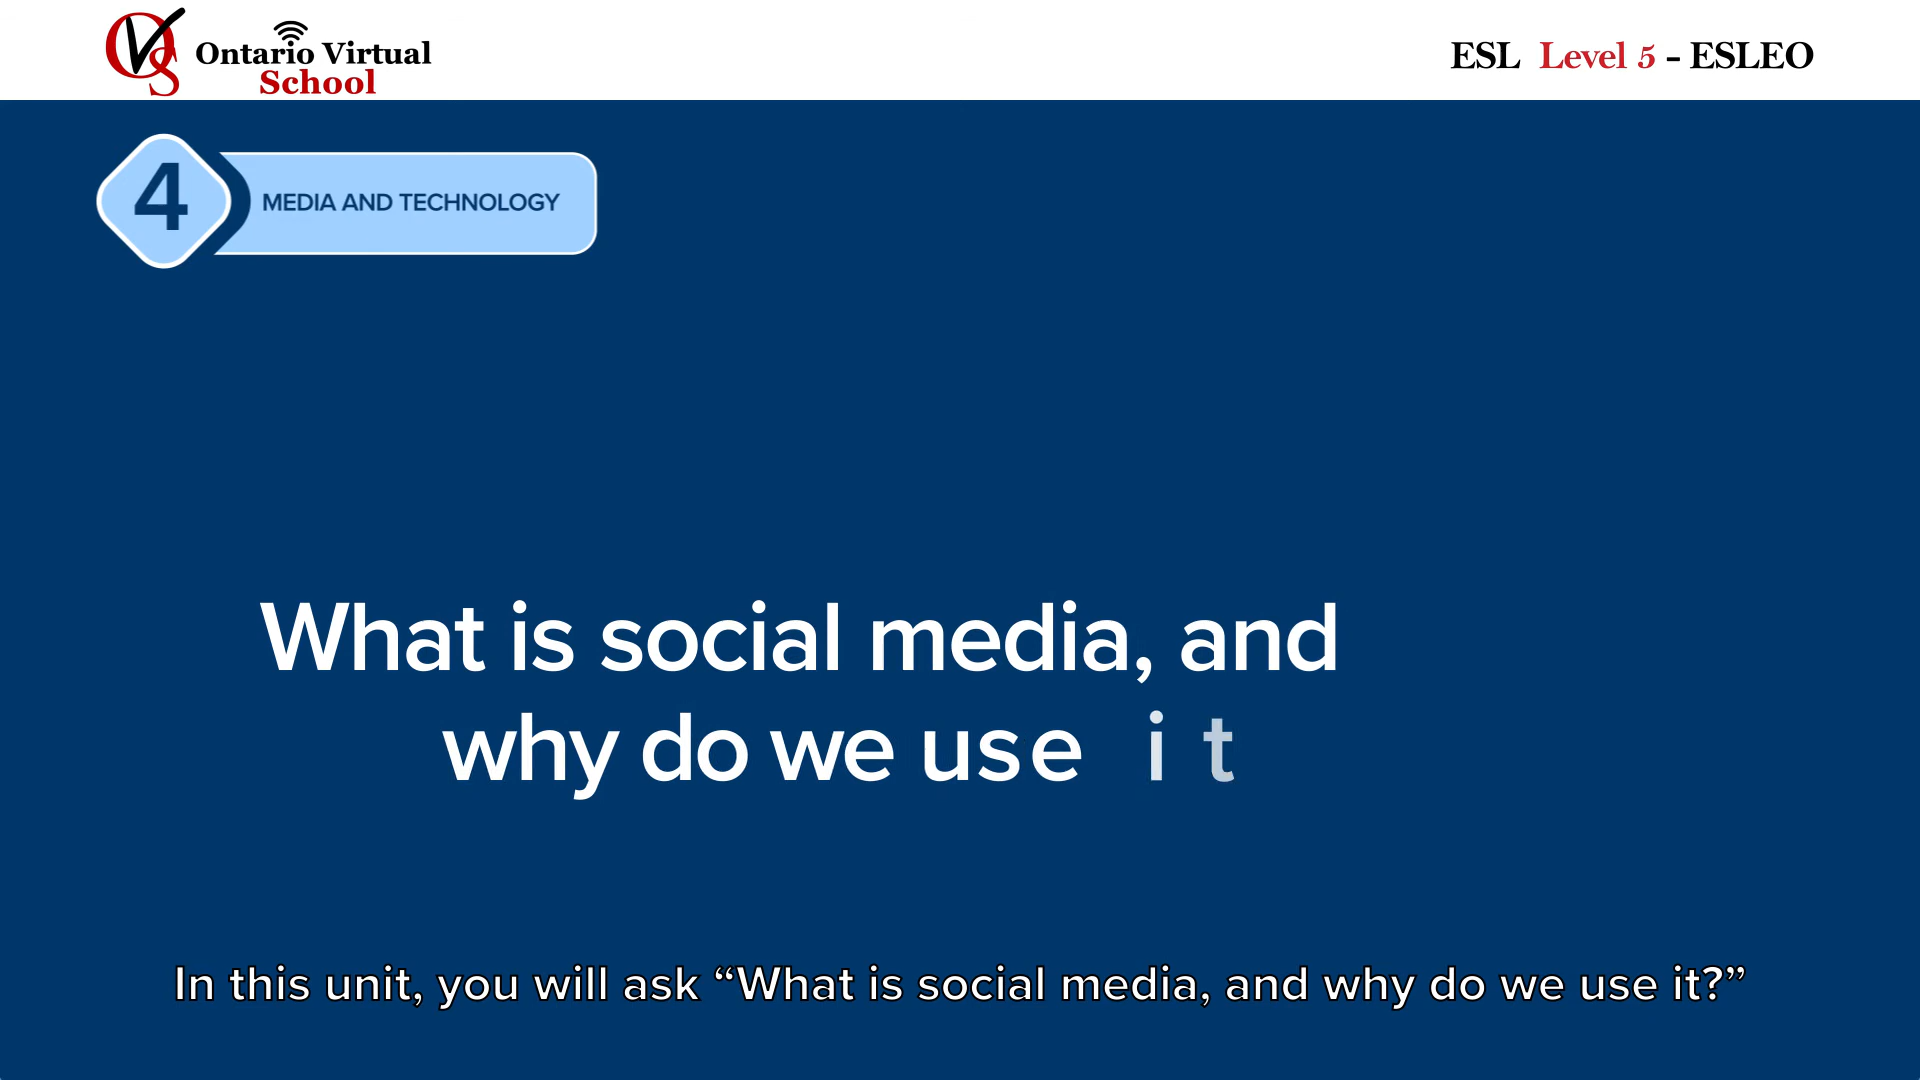 Ontario Virtual
School
ESL Level 5 - ESLEO
4
MEDIA AND TECHNOLOGY
What is social media, and
why do we use it
In this unit, you will ask “What is social media, and why do we use it?”